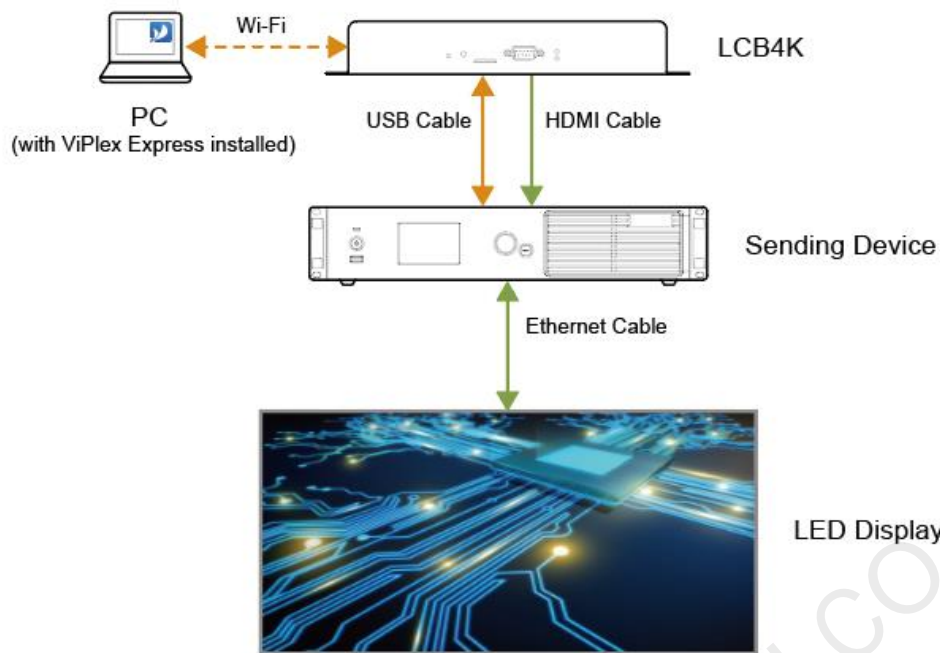 Wi-Fi
LCB4K
PC
(with ViPlex Express installed)
USB Cable
HDMI Cable
Sending Device
Ethernet Cable
LED Display